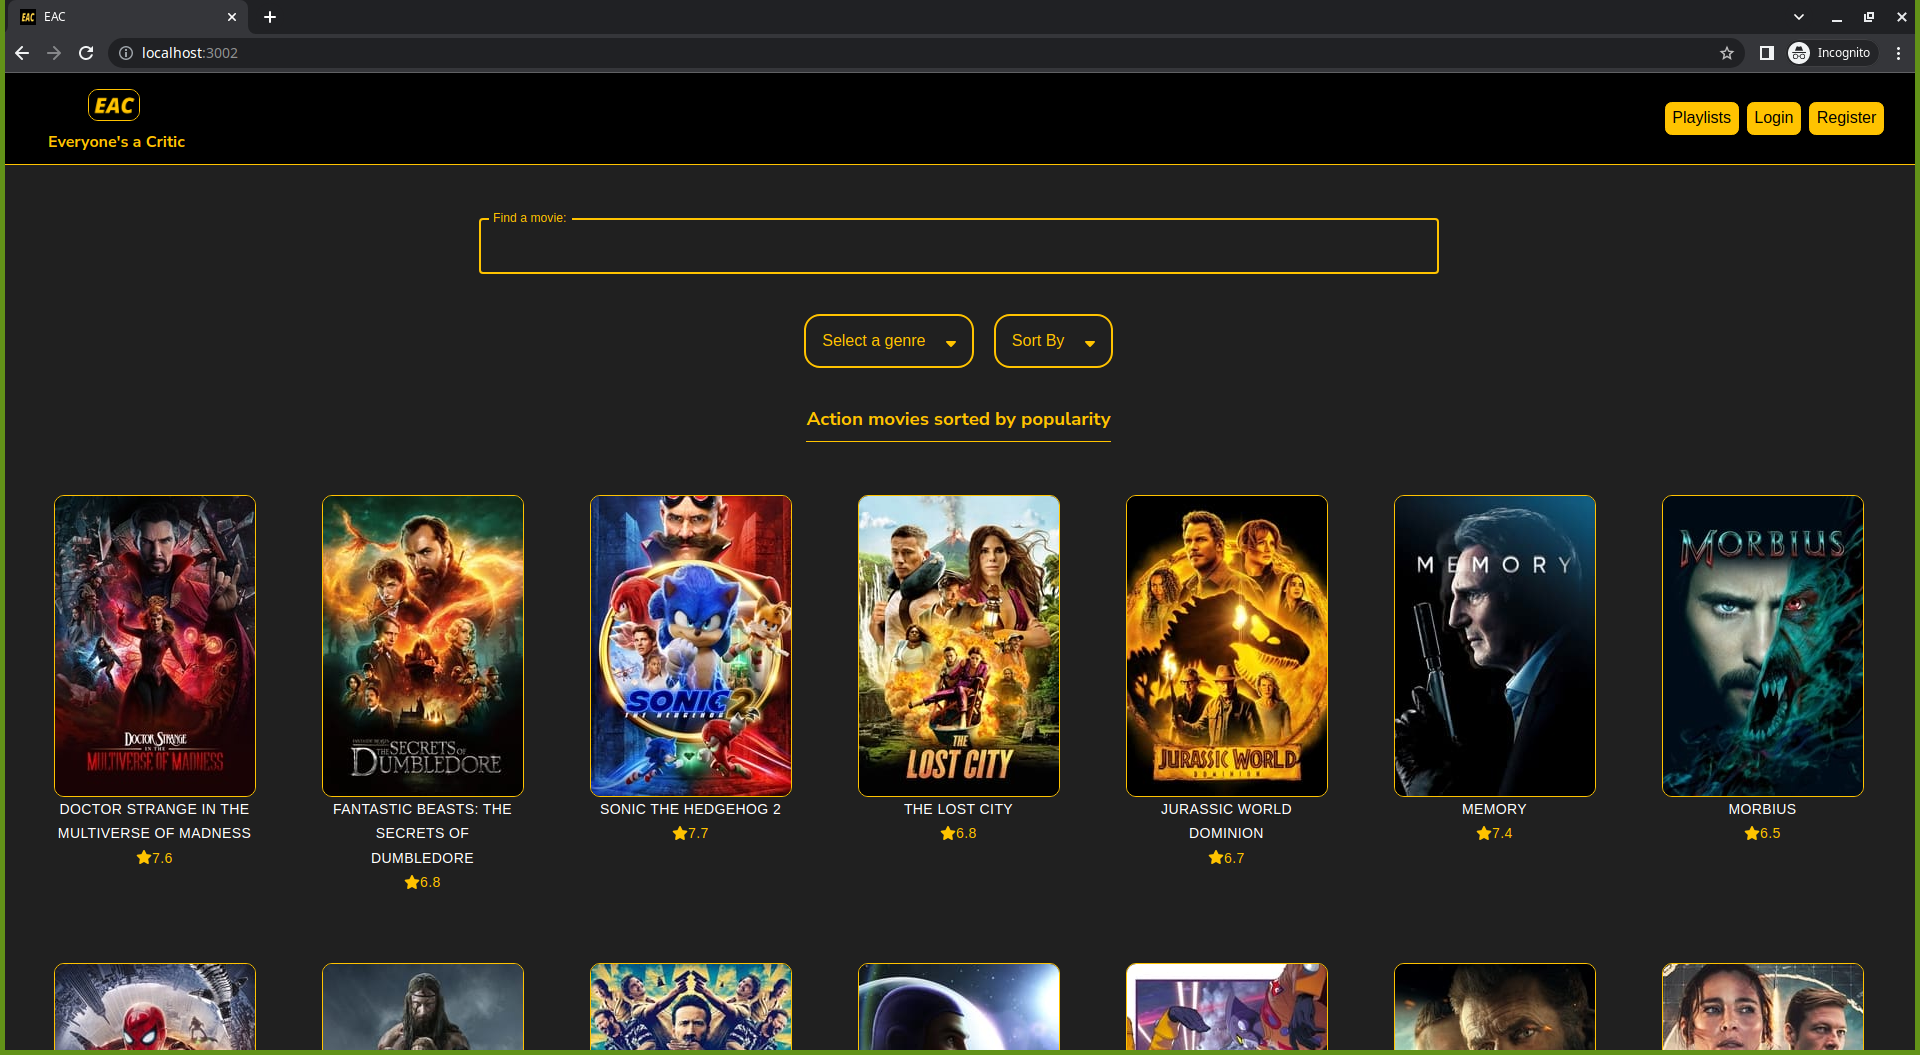 EAC
localhost:3002
Incognito
EAC
Everyone's a Critic
Playlists
Login
Register
Find a movie:
Select a genre
Sort By
Action movies sorted by popularity
DOCTOR STRANGE
IN THE
MULTIVERSE OF MADNESS
THE SECRETS OF
DUMBLEDORE
SONIC 2
THE HEDGEHOG
THE
LOST CITY
JURASSIC WORLD
DOMINION
MEMORY
MORBIUS
DOCTOR STRANGE IN THE
MULTIVERSE OF MADNESS
7.6
FANTASTIC BEASTS: THE
SECRETS OF
DUMBLEDORE
6.8
SONIC THE HEDGEHOG 2
7.7
THE LOST CITY
6.8
JURASSIC WORLD
DOMINION
6.7
MEMORY
7.4
MORBIUS
6.5